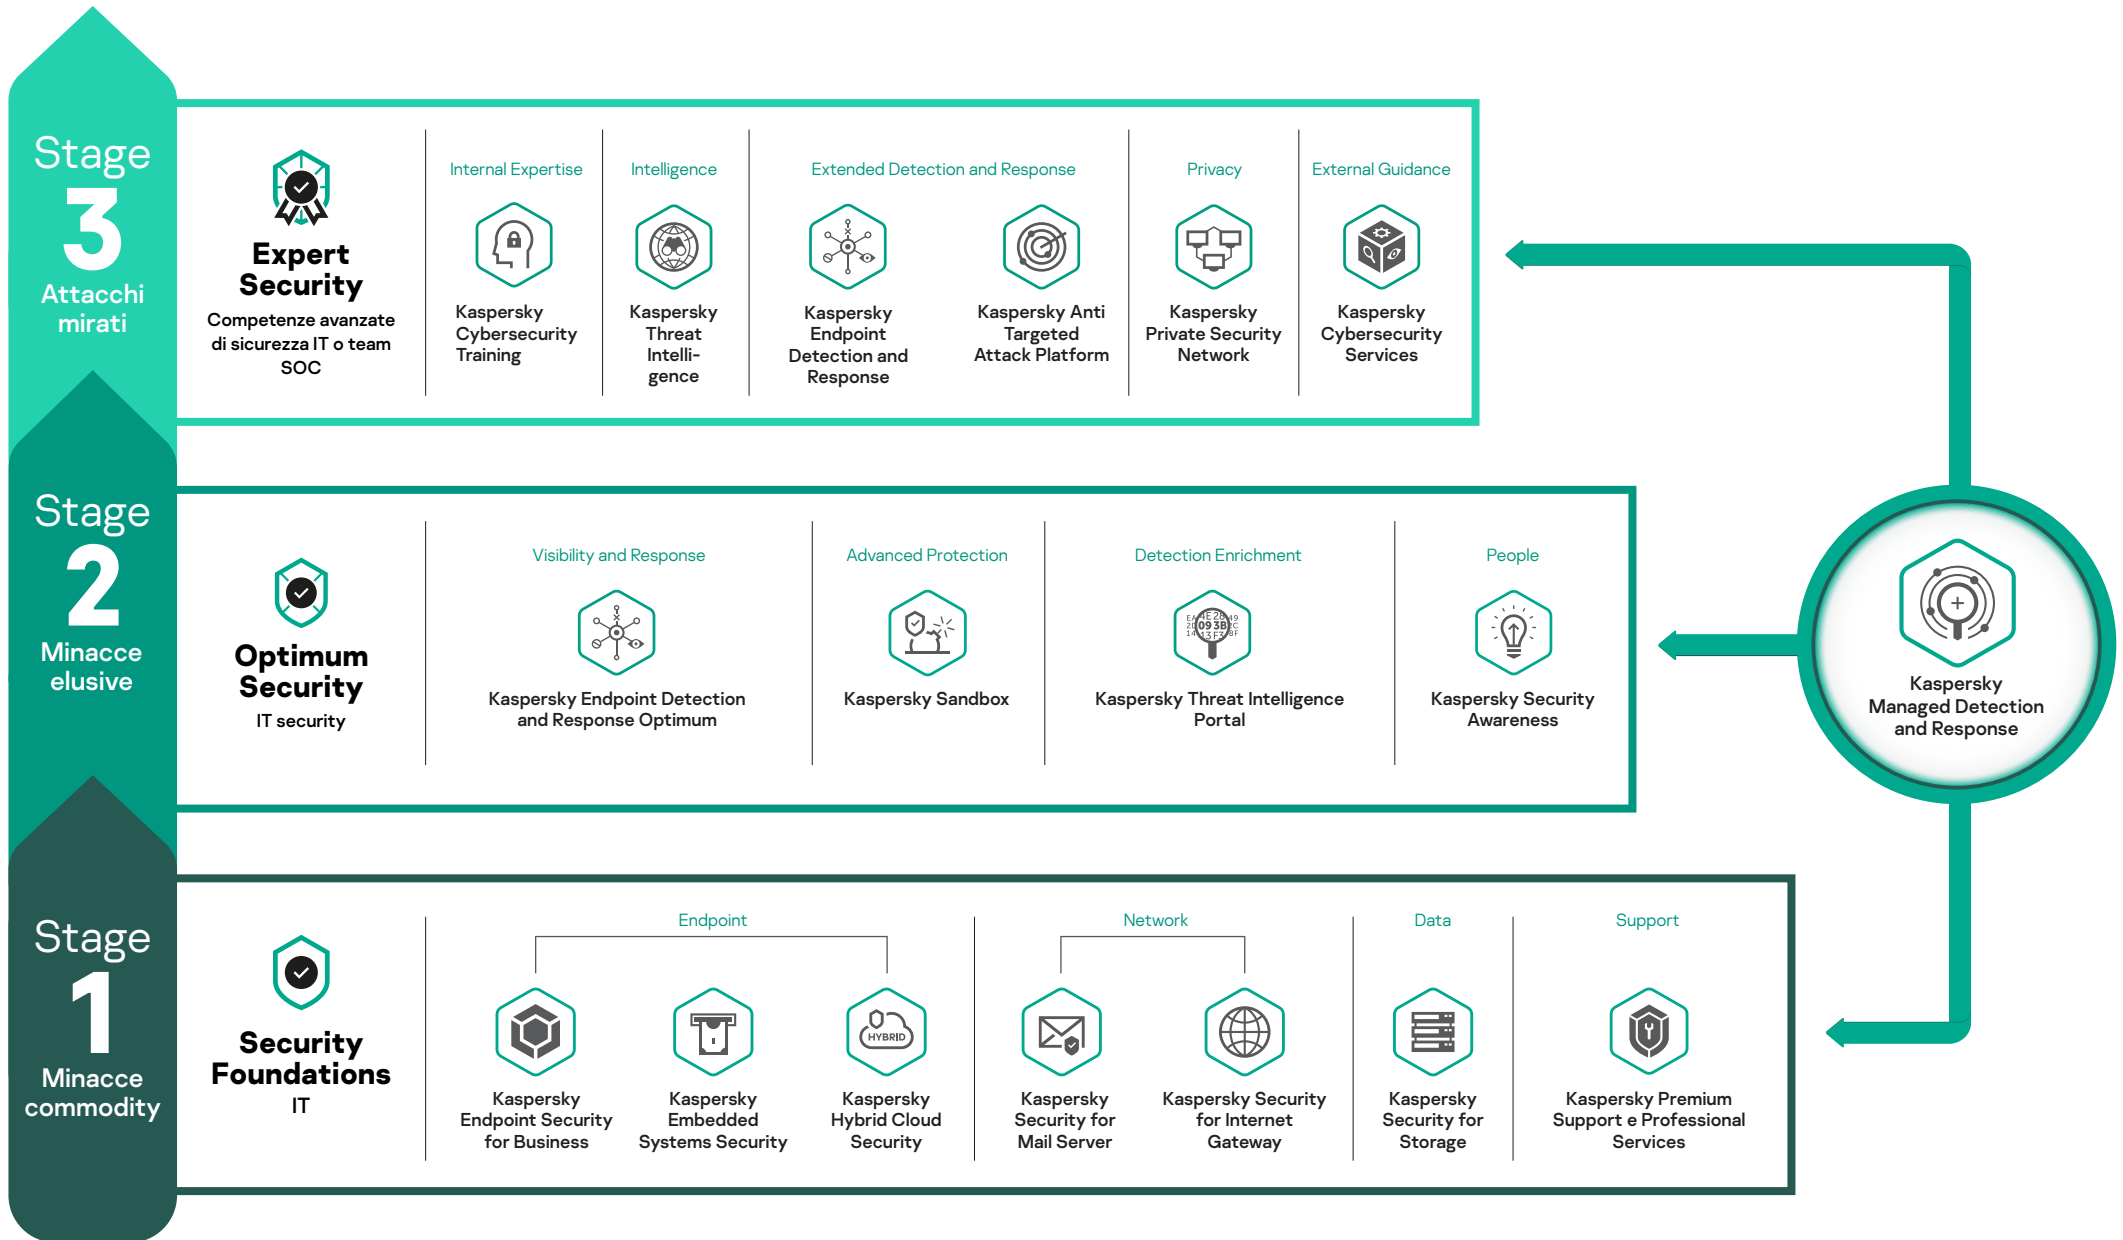 Stage
3
Attacchi
mirati
Expert
Security
Competenze avanzate
di sicurezza IT o team
SOC
Internal Expertise
Kaspersky
Cybersecurity
Training
Intelligence
Kaspersky
Threat
Intelli-
gence
Extended Detection and Response
Kaspersky
Endpoint
Detection and
Response
Kaspersky Anti
Targeted
Attack Platform
Privacy
Kaspersky
Private Security
Network
External Guidance
Kaspersky
Cybersecurity
Services
Stage
2
Minacce
elusive
Optimum
Security
IT security
Visibility and Response
Kaspersky Endpoint Detection
and Response Optimum
Advanced Protection
Kaspersky Sandbox
Detection Enrichment
093B
Kaspersky Threat Intelligence
Portal
People
Kaspersky Security
Awareness
Kaspersky
Managed Detection
and Response
Stage
1
Minacce
commodity
Security
Foundations
IT
Endpoint
Kaspersky
Endpoint Security
for Business
Kaspersky
Embedded
Systems Security
HYBRID
Kaspersky
Hybrid Cloud
Security
Network
Kaspersky
Security for
Mail Server
Kaspersky Security
for Internet
Gateway
Data
Kaspersky
Security for
Storage
Support
Kaspersky Premium
Support e Professional
Services